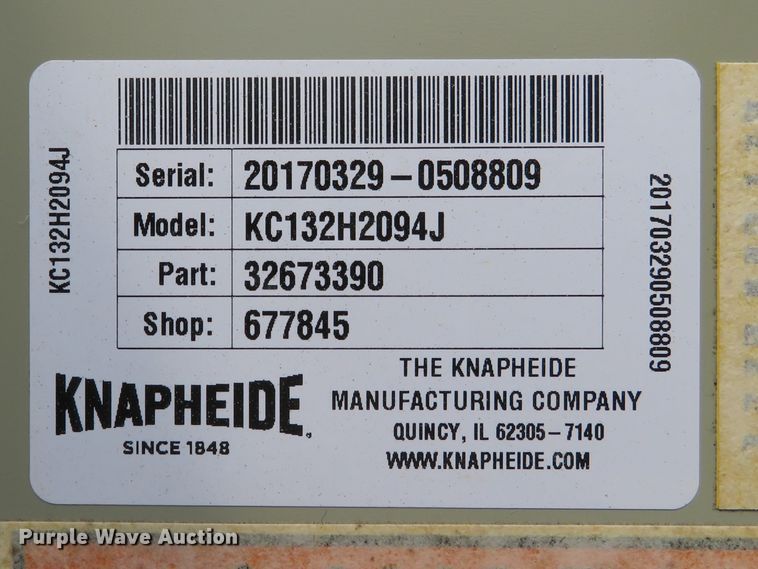 Serial: 20170329-0508809
Model: KC132H2094J
Part: 32673390
Shop: 677845
KC132H2094J
201703290508809
KNAPHEIDE
SINCE 1848
THE KNAPHEIDE
MANUFACTURING COMPANY
QUINCY, IL 62305-7140
WWW.KNAPHEIDE.COM
Purple Wave Auction